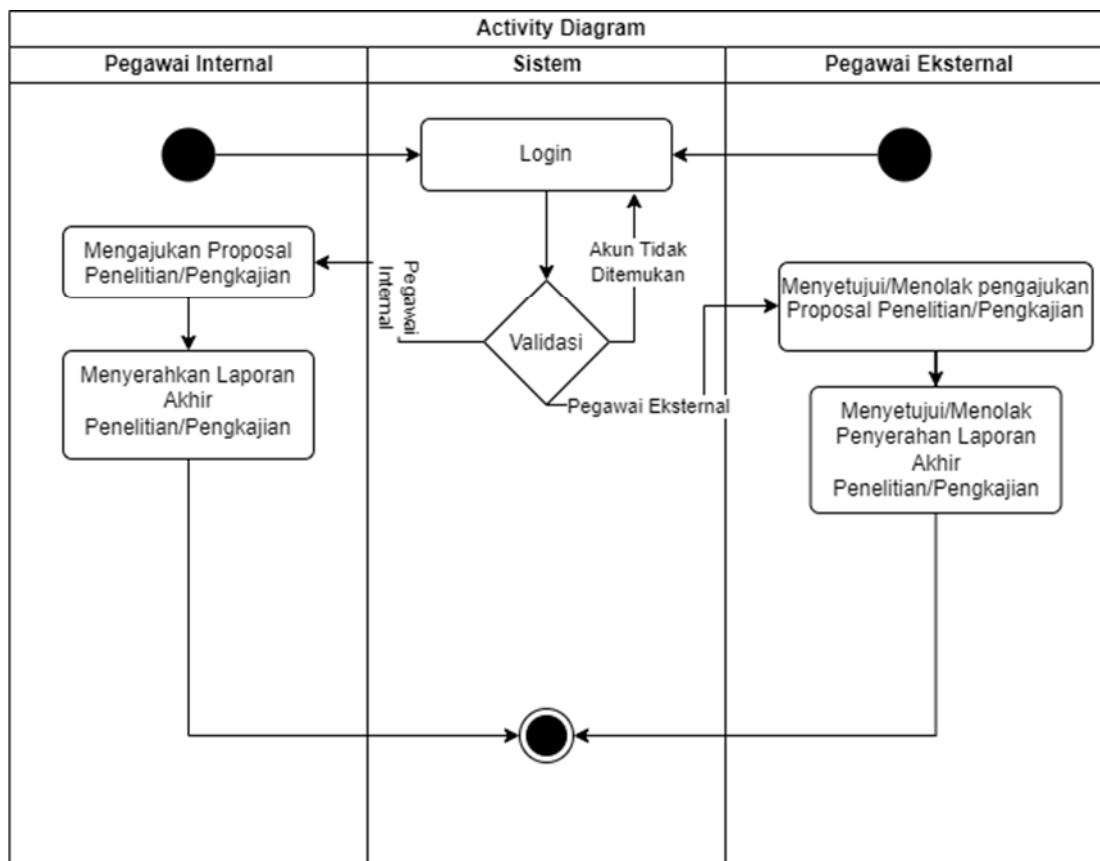 Activity Diagram
Pegawai Internal
Sistem
Pegawai Eksternal
Login
Mengajukan Proposal
Penelitian/Pengkajian
Pegawai
Internal
Akun Tidak
Ditemukan
Menyetujui/Menolak pengajukan
Proposal Penelitian/Pengkajian
Validasi
Menyerahkan Laporan
Akhir
Penelitian/Pengkajian
Pegawai Eksternal
Menyetujui/Menolak
Penyerahan Laporan
Akhir
Penelitian/Pengkajian